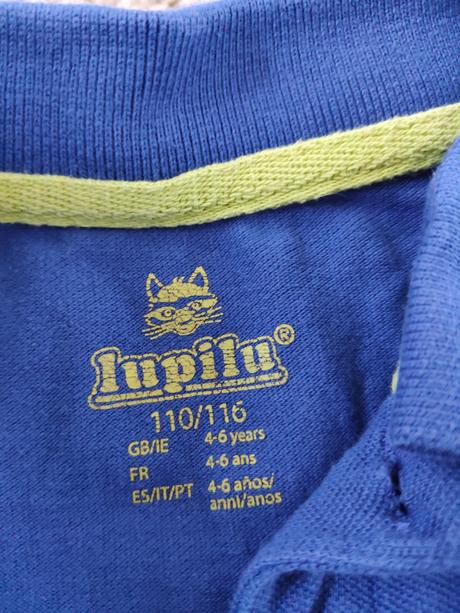 lupilu®
110/116
GB/IE 4-6 years
FR 4-6 ans
ES/IT/PT 4-6 años/
anni/anos